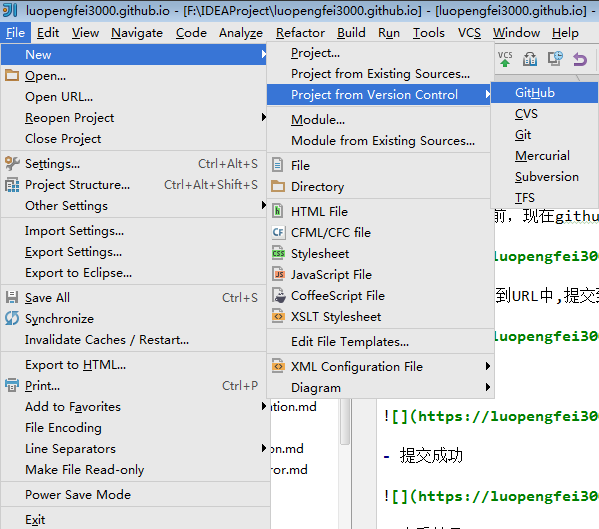 luopengfei3000.github.io - [F:\IDEAProject\luopengfei3000.github.io] - [luopengfei3000.github.io] -
File Edit View Navigate Code Analyze Refactor Build Run Tools VCS Window Help
New
Open...
Open URL...
Reopen Project
Close Project
Settings... Ctrl+Alt+S
Project Structure... Ctrl+Alt+Shift+S
Other Settings
Import Settings...
Export Settings...
Export to Eclipse...
Save All Ctrl+S
Synchronize
Invalidate Caches / Restart...
Export to HTML...
Print... Ctrl+P
Add to Favorites
File Encoding
Line Separators
Make File Read-only
Power Save Mode
Exit
Project...
Project from Existing Sources...
Project from Version Control
Module...
Module from Existing Sources...
File
Directory
HTML File
CFML/CFC file
Stylesheet
JavaScript File
CoffeeScript File
XSLT Stylesheet
Edit File Templates...
XML Configuration File
Diagram
VCS VCS
GitHub
CVS
Git
Mercurial
Subversion
TFS
前，现在githu
luopengfei300
到URL中,提交到
luopengfei300
ation.md
on.md
or.md
![](https://luopengfei300
- 提交成功
![](https://luopengfei300